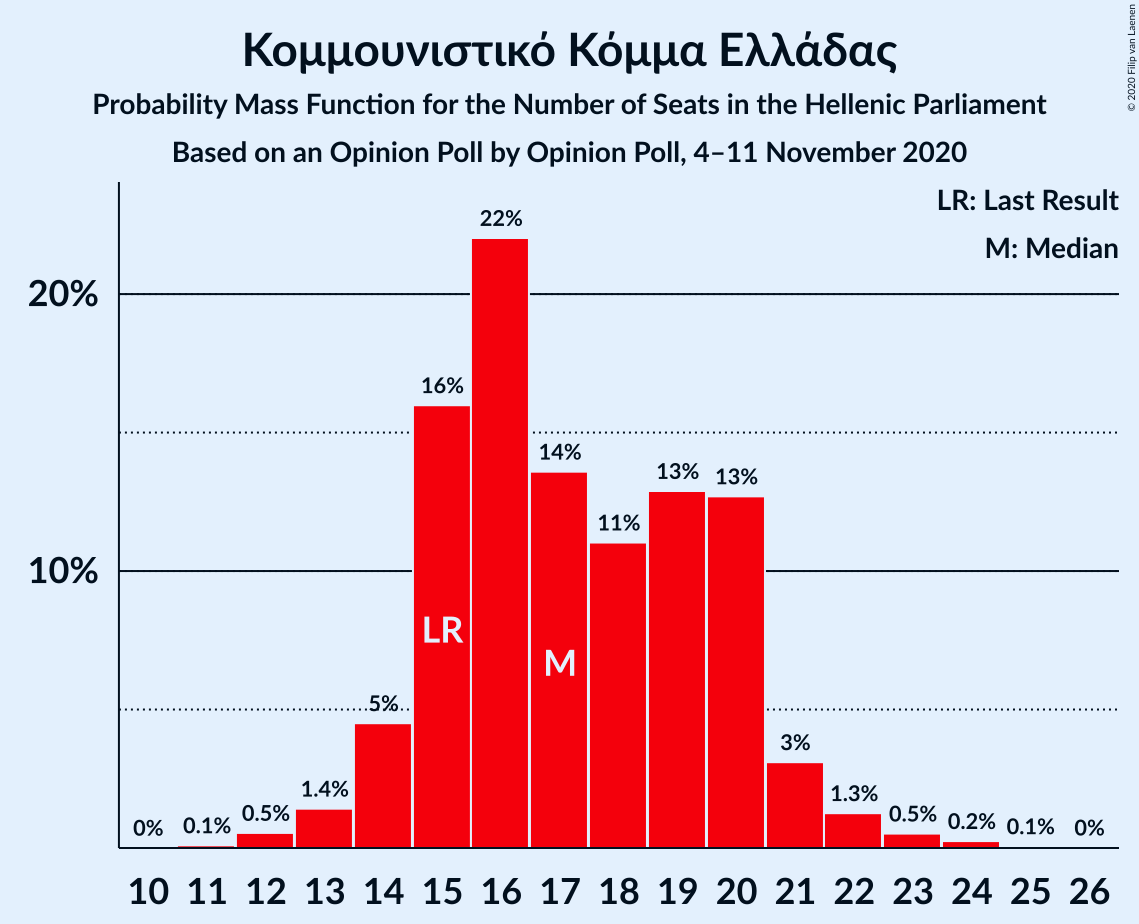 Κομμουνιστικό Κόμμα Ελλάδας
Probability Mass Function for the Number of Seats in the Hellenic Parliament
Based on an Opinion Poll by Opinion Poll, 4–11 November 2020
© 2020 Filip van Laenen
LR: Last Result
M: Median
20%
10%
0%
0.1%
0.5%
1.4%
5%
16%
22%
14%
11%
13%
13%
3%
1.3%
0.5%
0.2%
0.1%
0%
LR
M
10 11 12 13 14 15 16 17 18 19 20 21 22 23 24 25 26